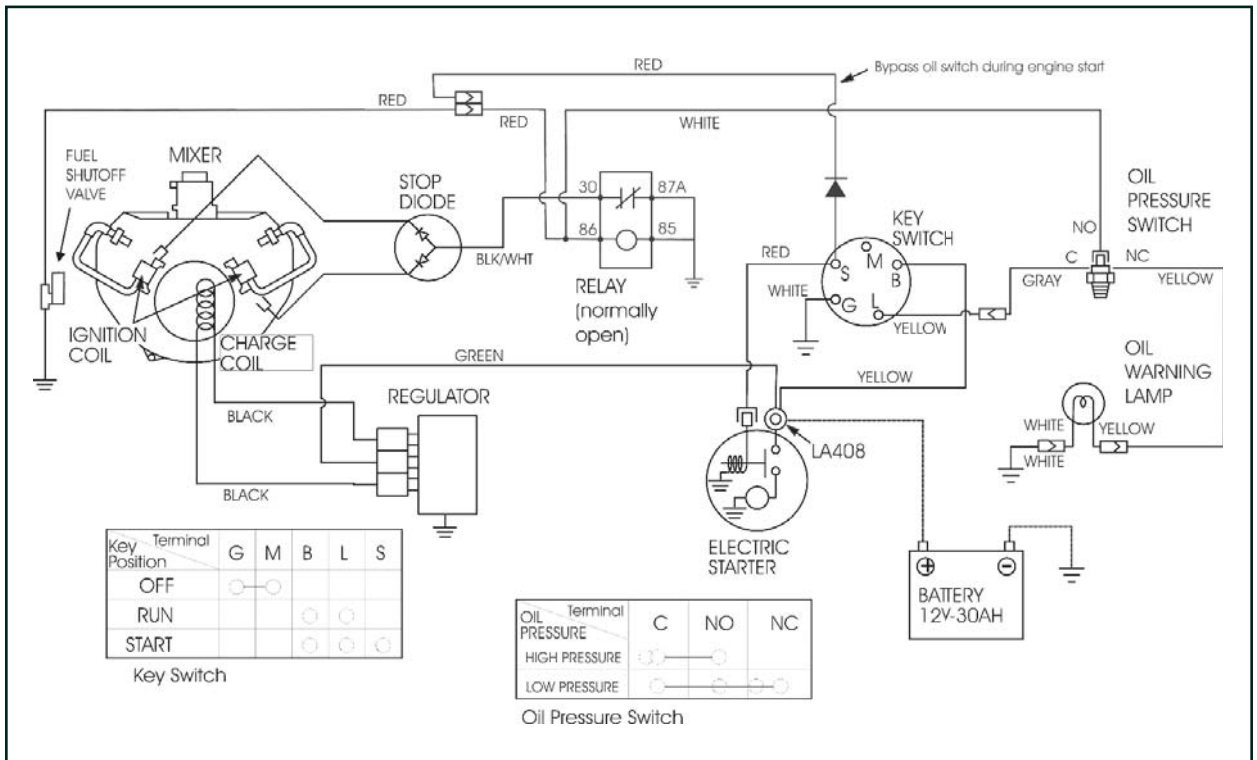 RED
Bypass oil switch during engine start
RED
RED
WHITE
FUEL
SHUTOFF
VALVE
MIXER
STOP
DIODE
30
87A
86
85
BLK/WHT
RELAY
(normally
open)
OIL
PRESSURE
SWITCH
NO
C
NC
GRAY
YELLOW
KEY
SWITCH
RED
S
M
B
G
L
WHITE
YELLOW
IGNITION
COIL
CHARGE
COIL
GREEN
YELLOW
OIL
WARNING
LAMP
BLACK
REGULATOR
BLACK
LA408
WHITE
YELLOW
WHITE
ELECTRIC
STARTER
BATTERY
12V-30AH
Terminal
Key
Position
G M B L S
OFF
RUN
START
Key Switch
Terminal
OIL
PRESSURE
C NO NC
HIGH PRESSURE
LOW PRESSURE
Oil Pressure Switch